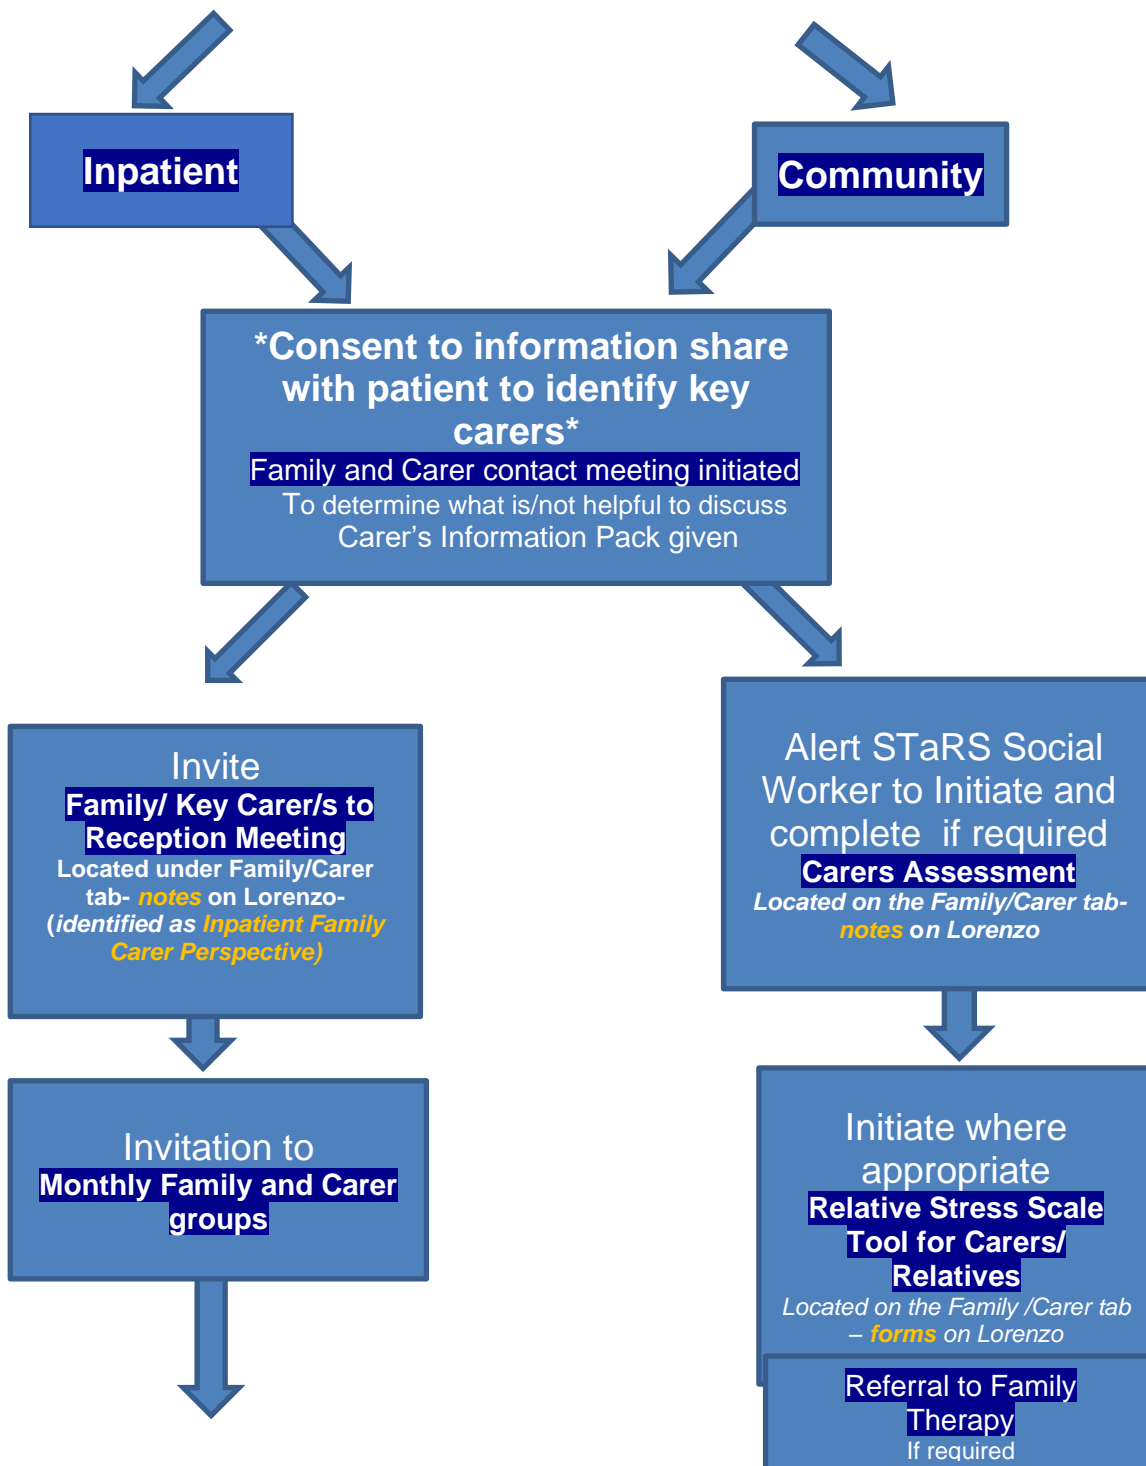 Inpatient
Community
*Consent to information share
with patient to identify key
carers*
Family and Carer contact meeting initiated
To determine what is/not helpful to discuss
Carer's Information Pack given
Invite
Family/ Key Carer/s to
Reception Meeting
Located under Family/Carer
tab- notes on Lorenzo-
(identified as Inpatient Family
Carer Perspective)
Alert STaRS Social
Worker to Initiate and
complete  if required
Carers Assessment
Located on the Family/Carer tab-
notes on Lorenzo
Invitation to
Monthly Family and Carer
groups
Initiate where
appropriate
Relative Stress Scale
Tool for Carers/
Relatives
Located on the Family /Carer tab
– forms on Lorenzo
Referral to Family
Therapy
If required